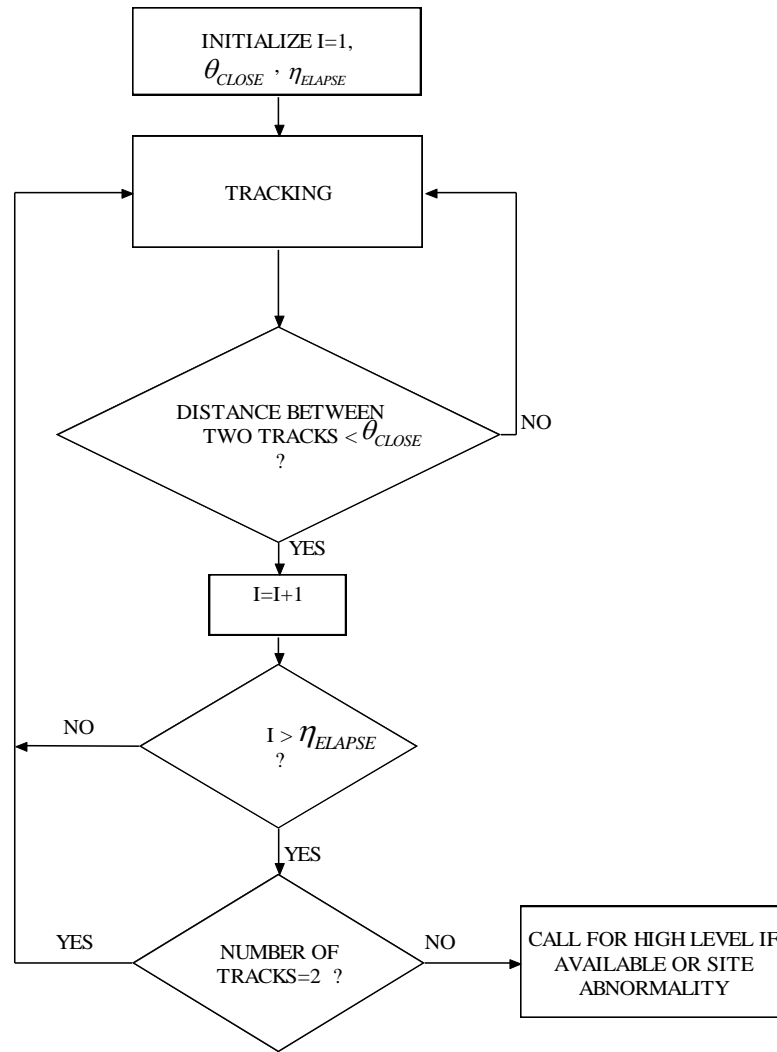 INITIALIZE I=1,
θCLOSE , ηELAPSE
TRACKING
DISTANCE BETWEEN
TWO TRACKS < θCLOSE
?
NO
YES
I=I+1
I > ηELAPSE
?
NO
YES
NUMBER OF
TRACKS=2 ?
YES
NO
CALL FOR HIGH LEVEL IF
AVAILABLE OR SITE
ABNORMALITY